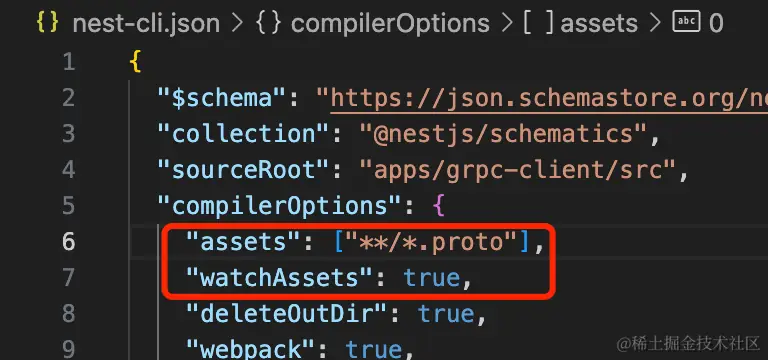 {} nest-cli.json > {} compilerOptions > [ ] assets > abc 0
1 {
2 "$schema": "https://json.schemastore.org/ne
3 "collection": "@nestjs/schematics",
4 "sourceRoot": "apps/grpc-client/src",
5 "compilerOptions": {
6 "assets": ["**/*.proto"],
7 "watchAssets": true,
8 "deleteOutDir": true,
9 "webpack": true,
@稀土掘金技术社区